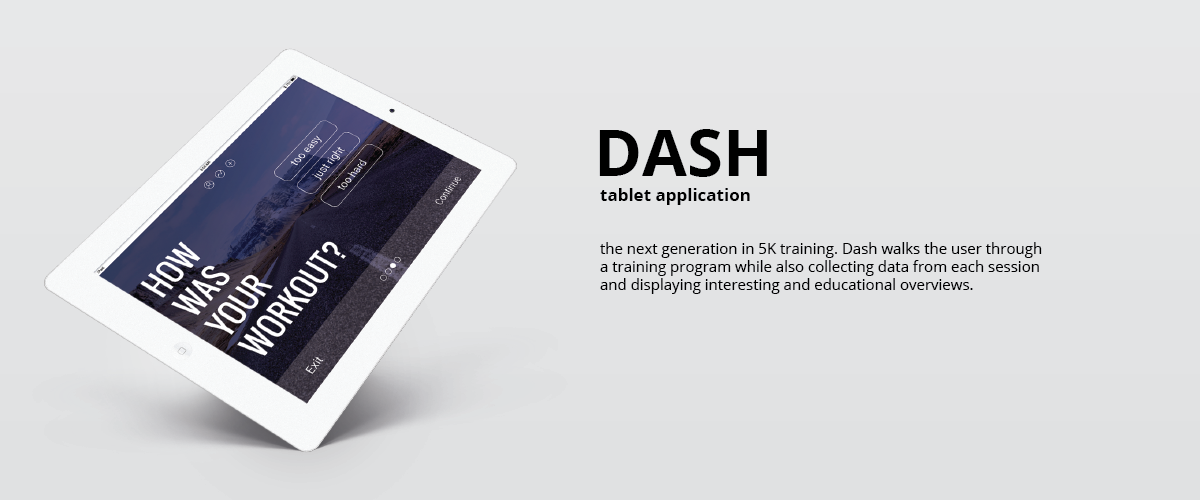 HOW
WAS
YOUR
WORKOUT?
too easy
just right
too hard
Continue
Exit
DASH
tablet application
the next generation in 5K training. Dash walks the user through
a training program while also collecting data from each session
and displaying interesting and educational overviews.